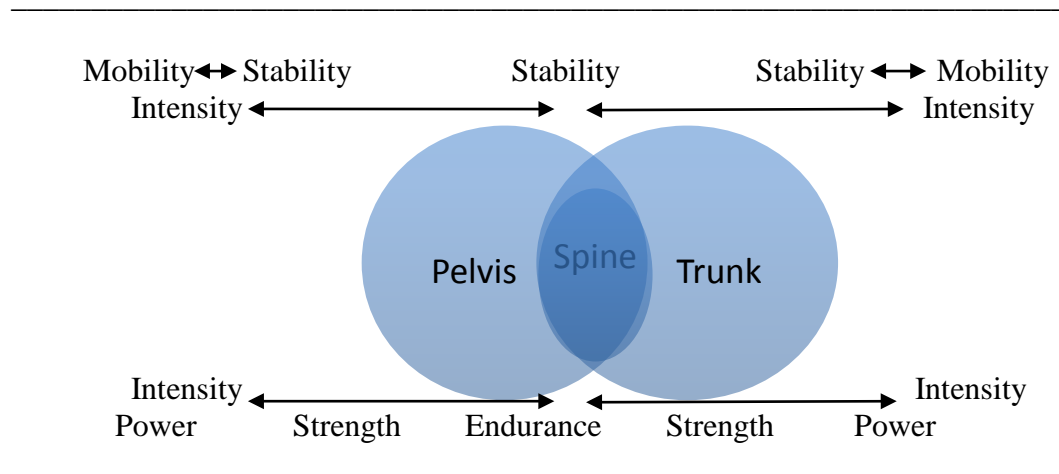 Mobility Stability Stability Stability Mobility
Intensity Intensity
Pelvis Spine Trunk
Intensity Intensity
Power Strength Endurance Strength Power